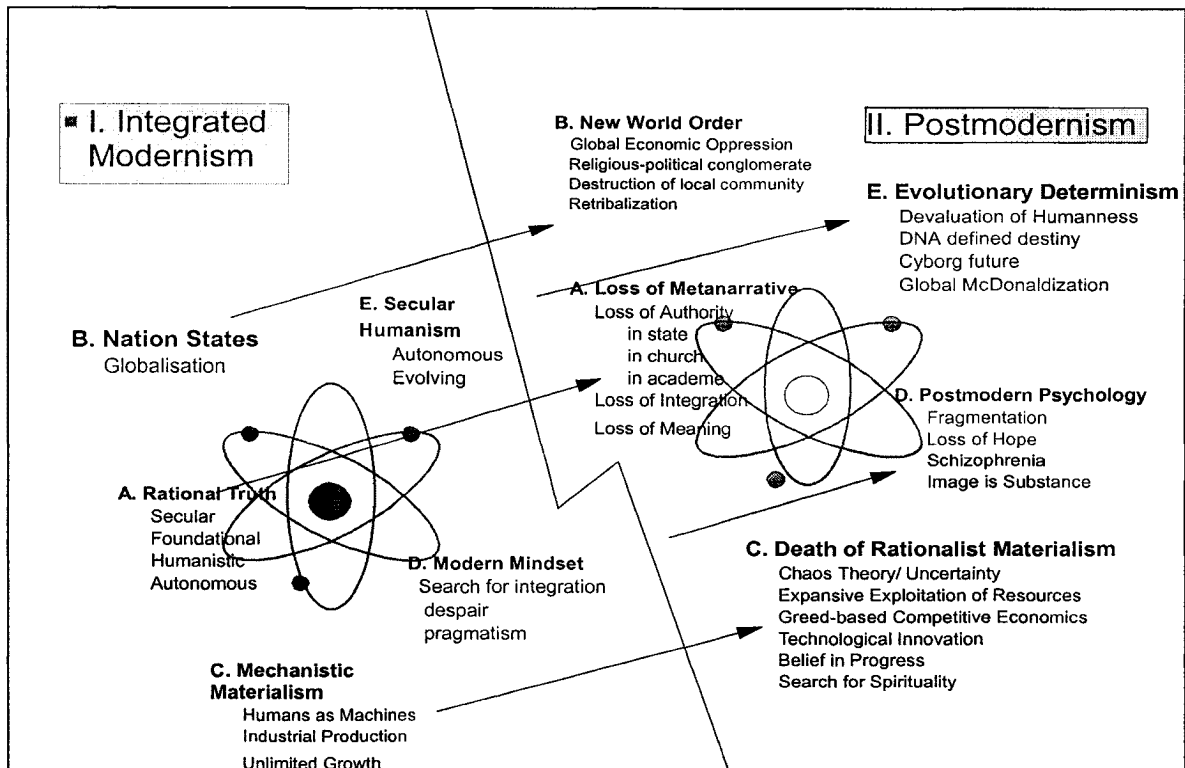 ▪ I. Integrated
Modernism
B. Nation States
Globalisation
E. Secular
Humanism
Autonomous
Evolving
A. Rational Truth
Secular
Foundational
Humanistic
Autonomous
D. Modern Mindset
Search for integration
despair
pragmatism
C. Mechanistic
Materialism
Humans as Machines
Industrial Production
Unlimited Growth
II. Postmodernism
B. New World Order
Global Economic Oppression
Religious-political conglomerate
Destruction of local community
Retribalization
E. Evolutionary Determinism
Devaluation of Humanness
DNA defined destiny
Cyborg future
Global McDonaldization
A. Loss of Metanarrative
Loss of Authority
in state
in church
in academe
Loss of Integration
Loss of Meaning
D. Postmodern Psychology
Fragmentation
Loss of Hope
Schizophrenia
Image is Substance
C. Death of Rationalist Materialism
Chaos Theory/ Uncertainty
Expansive Exploitation of Resources
Greed-based Competitive Economics
Technological Innovation
Belief in Progress
Search for Spirituality